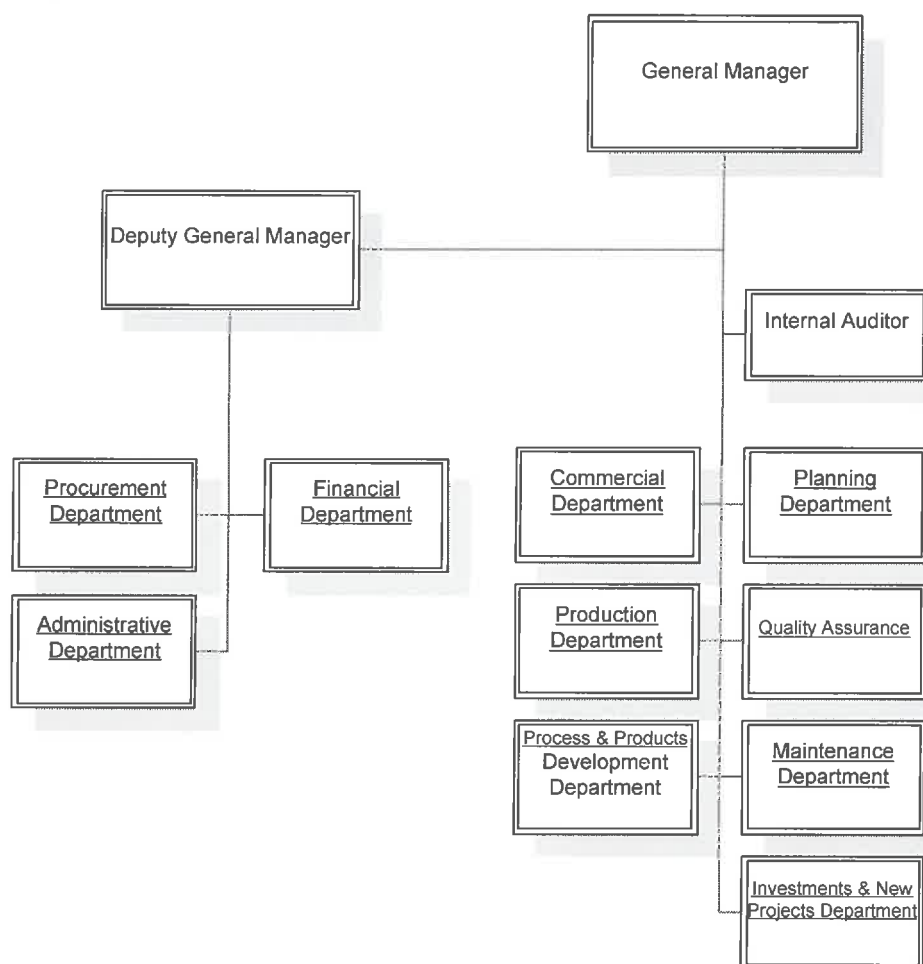 General Manager
Deputy General Manager
Internal Auditor
Procurement
Department
Financial
Department
Commercial
Department
Planning
Department
Administrative
Department
Production
Department
Quality Assurance
Process & Products
Development
Department
Maintenance
Department
Investments & New
Projects Department